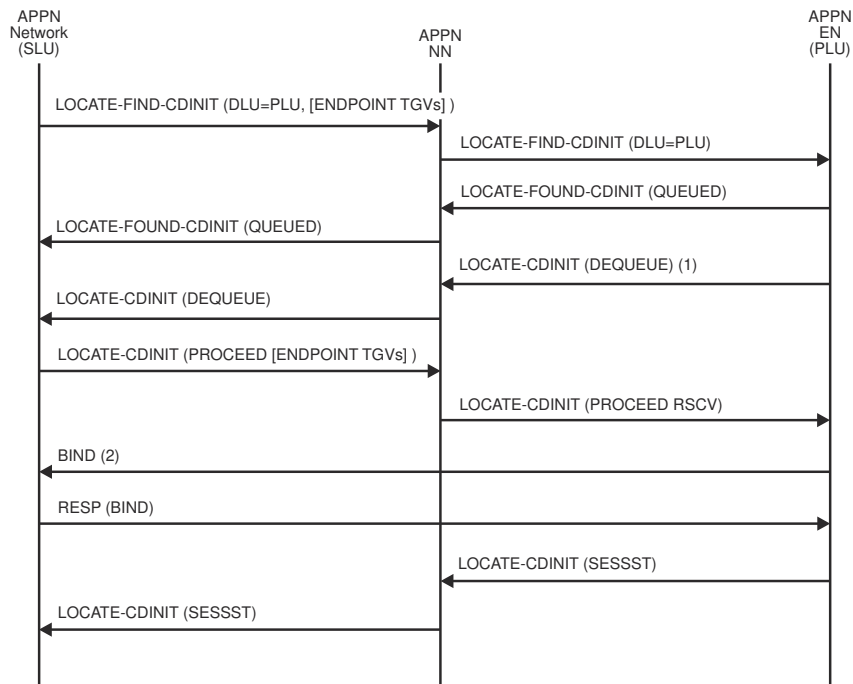 APPN
Network
(SLU)
APPN
NN
APPN
EN
(PLU)
LOCATE-FIND-CDINIT (DLU=PLU, [ENDPOINT TGVs] )
LOCATE-FIND-CDINIT (DLU=PLU)
LOCATE-FOUND-CDINIT (QUEUED)
LOCATE-FOUND-CDINIT (QUEUED)
LOCATE-CDINIT (DEQUEUE) (1)
LOCATE-CDINIT (DEQUEUE)
LOCATE-CDINIT (PROCEED [ENDPOINT TGVs] )
LOCATE-CDINIT (PROCEED RSCV)
BIND (2)
RESP (BIND)
LOCATE-CDINIT (SESSST)
LOCATE-CDINIT (SESSST)